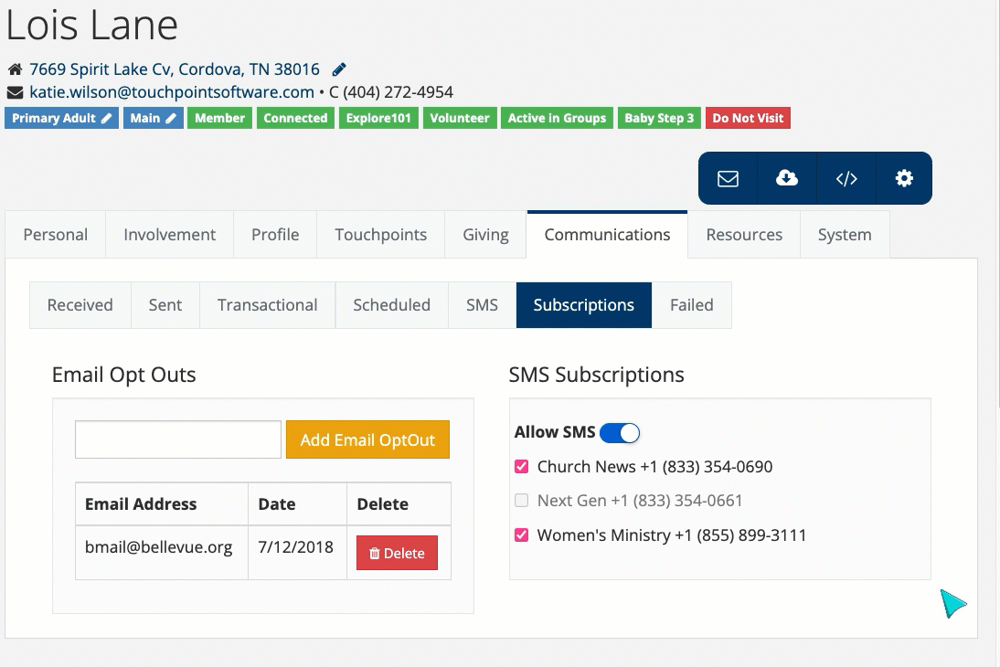 Lois Lane
7669 Spirit Lake Cv, Cordova, TN 38016
katie.wilson@touchpointsoftware.com • C (404) 272-4954
Primary Adult Main Member Connected Explore101 Volunteer Active in Groups Baby Step 3 Do Not Visit
</>
Personal Involvement Profile Touchpoints Giving Communications Resources System
Received Sent Transactional Scheduled SMS Subscriptions Failed
Email Opt Outs
Add Email OptOut
Email Address Date Delete
bmail@bellevue.org 7/12/2018 Delete
SMS Subscriptions
Allow SMS
Church News +1 (833) 354-0690
Next Gen +1 (833) 354-0661
Women's Ministry +1 (855) 899-3111